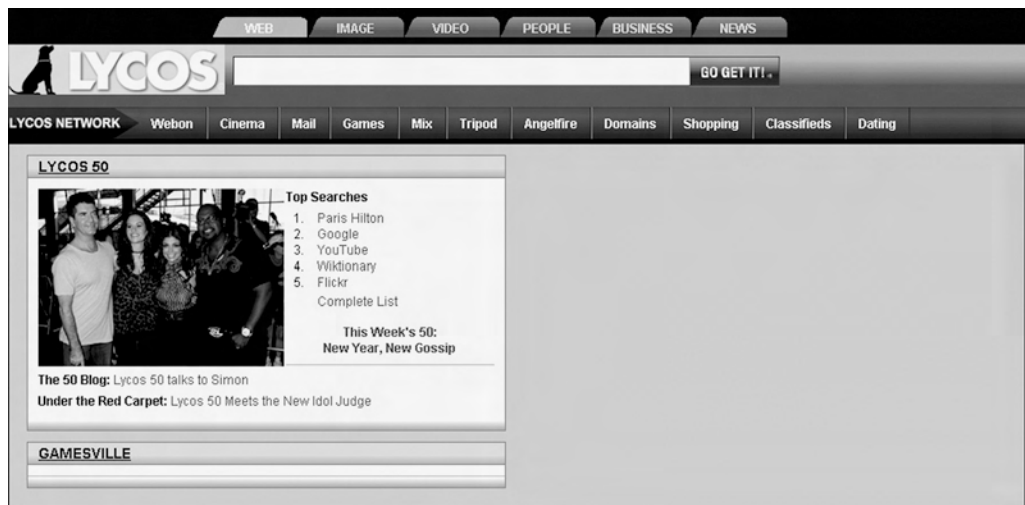 WEB IMAGE VIDEO PEOPLE BUSINESS NEWS
LYCOS
GO GET IT!
LYCOS NETWORK Webon Cinema Mail Games Mix Tripod Angelfire Domains Shopping Classifieds Dating
LYCOS 50
Top Searches
1. Paris Hilton
2. Google
3. YouTube
4. Wiktionary
5. Flickr
Complete List
This Week's 50:
New Year, New Gossip
The 50 Blog: Lycos 50 talks to Simon
Under the Red Carpet: Lycos 50 Meets the New Idol Judge
GAMESVILLE